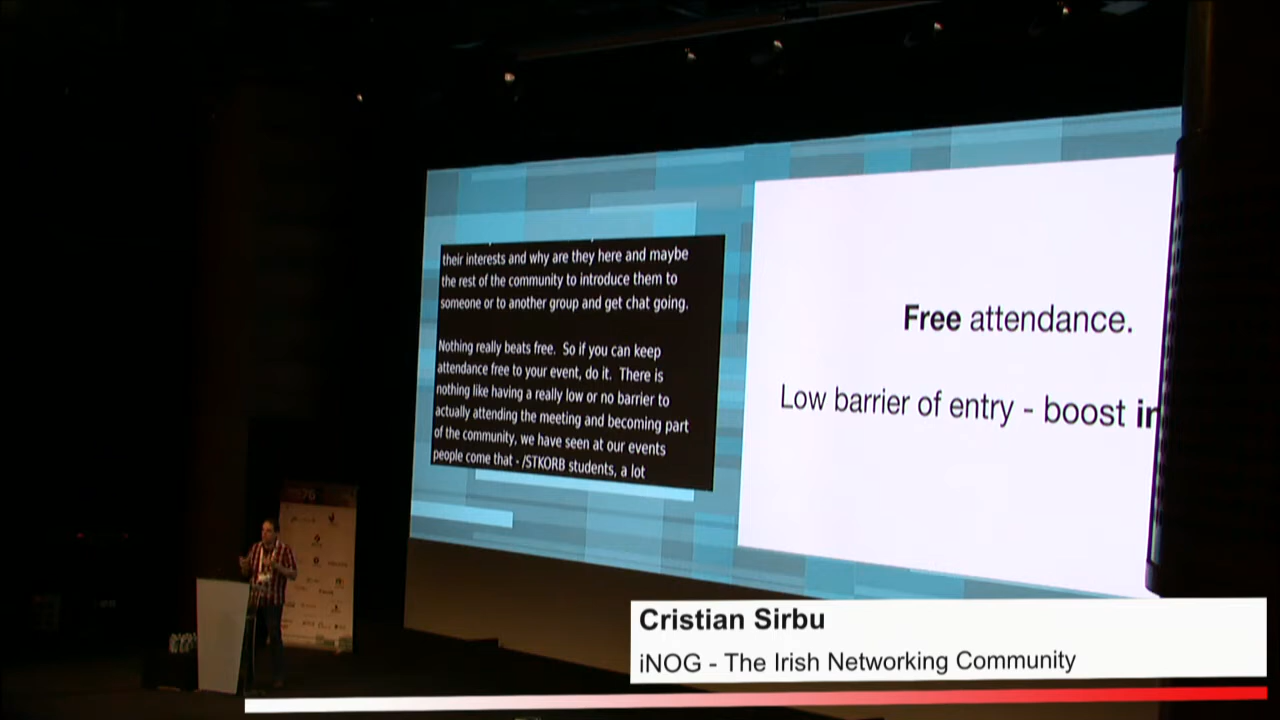 their interests and why are they here and maybe
the rest of the community to introduce them to
someone or to another group and get chat going.
Nothing really beats free. So if you can keep
attendance free to your event, do it. There is
nothing like having a really low or no barrier to
actually attending the meeting and becoming part
of the community, we have seen at our events
people come that - /STKORB students, a lot
Free attendance.
Low barrier of entry - boost
76
Cristian Sirbu
iNOG - The Irish Networking Community